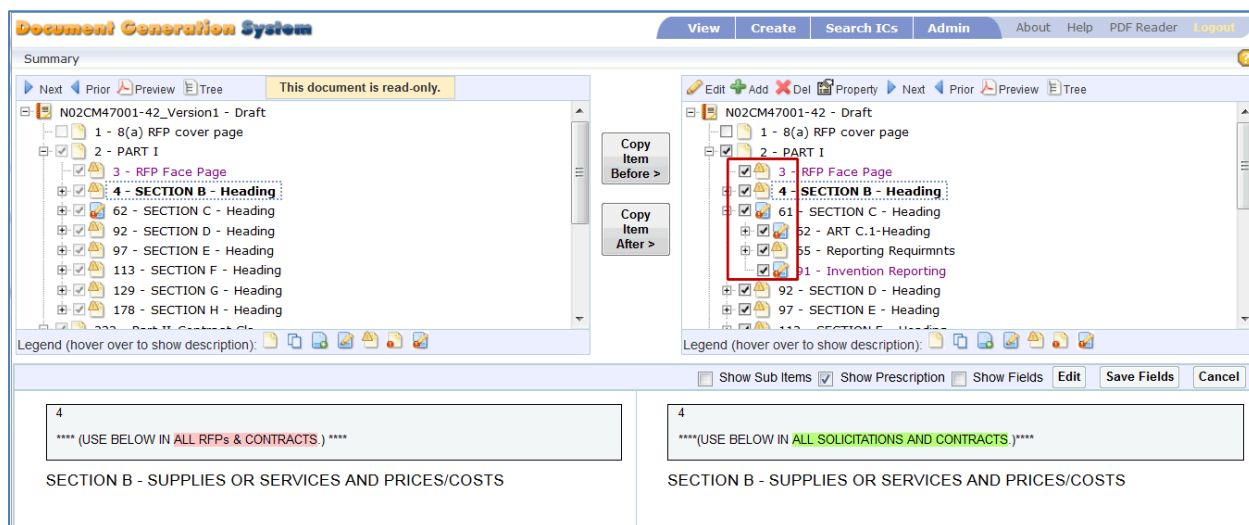 Document Generation System
View Create Search ICs Admin About Help PDF Reader Logout
Summary
Next Prior Preview Tree This document is read-only.
N02CM47001-42_Version1 - Draft
1 - 8(a) RFP cover page
2 - PART I
3 - RFP Face Page
4 - SECTION B - Heading
62 - SECTION C - Heading
92 - SECTION D - Heading
97 - SECTION E - Heading
113 - SECTION F - Heading
129 - SECTION G - Heading
178 - SECTION H - Heading
Legend (hover over to show description):
Copy
Item
Before >
Copy
Item
After >
Edit Add Del Property Next Prior Preview Tree
N02CM47001-42 - Draft
1 - 8(a) RFP cover page
2 - PART I
3 - RFP Face Page
4 - SECTION B - Heading
61 - SECTION C - Heading
62 - ART C.1-Heading
65 - Reporting Requirmnts
91 - Invention Reporting
92 - SECTION D - Heading
97 - SECTION E - Heading
Legend (hover over to show description):
Show Sub Items Show Prescription Show Fields Edit Save Fields Cancel
4
**** (USE BELOW IN ALL RFPs & CONTRACTS.) ****
SECTION B - SUPPLIES OR SERVICES AND PRICES/COSTS
4
****(USE BELOW IN ALL SOLICITATIONS AND CONTRACTS.)****
SECTION B - SUPPLIES OR SERVICES AND PRICES/COSTS